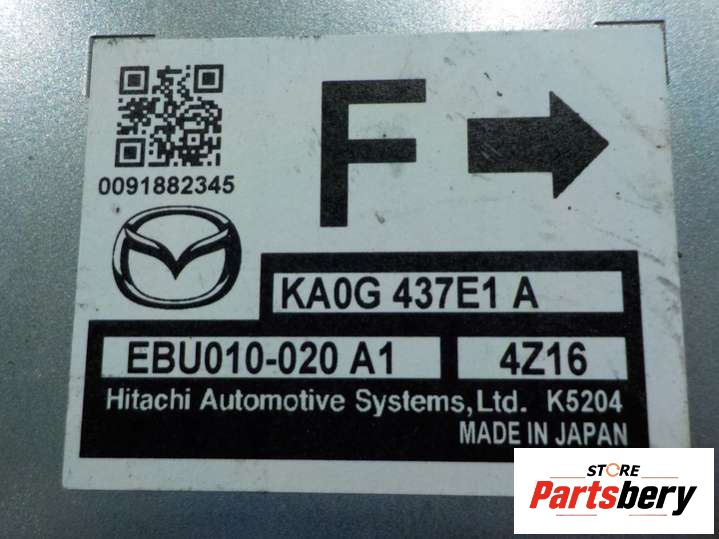 F
0091882345
KA0G 437E1 A
EBU010-020 A1 4Z16
Hitachi Automotive Systems,Ltd. K5204
MADE IN JAPAN
STORE
Partsbery